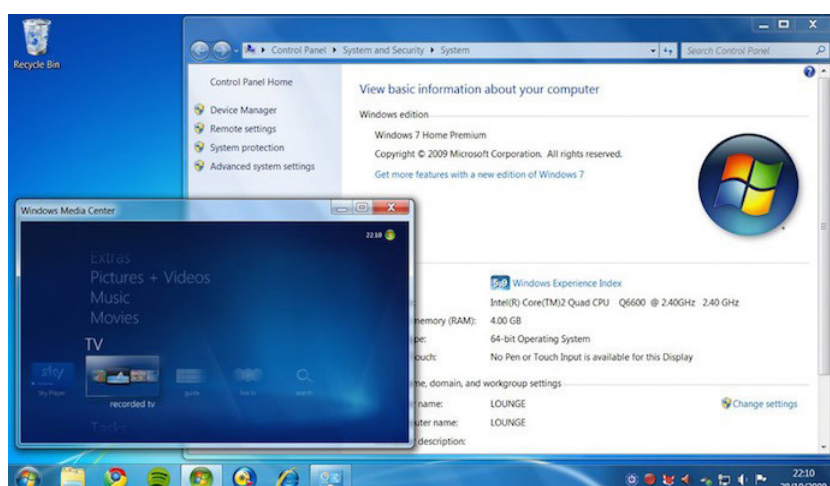 Recycle Bin
Control Panel
System and Security
System
Search Control Panel
Control Panel Home
Device Manager
Remote settings
System protection
Advanced system settings
View basic information about your computer
Windows edition
Windows 7 Home Premium
Copyright © 2009 Microsoft Corporation. All rights reserved.
Get more features with a new edition of Windows 7
5,9 Windows Experience Index
Intel(R) Core(TM)2 Quad CPU Q6600 @ 2.40GHz 2.40 GHz
(RAM): 4.00 GB
64-bit Operating System
No Pen or Touch Input is available for this Display
domain, and workgroup settings
name: LOUNGE
Change settings
name: LOUNGE
description:
Windows Media Center
22:10
Extras
Pictures + Videos
Music
Movies
TV
sky
Sky Player
recorded tv
guide
live tv
search
Tasks
22:10